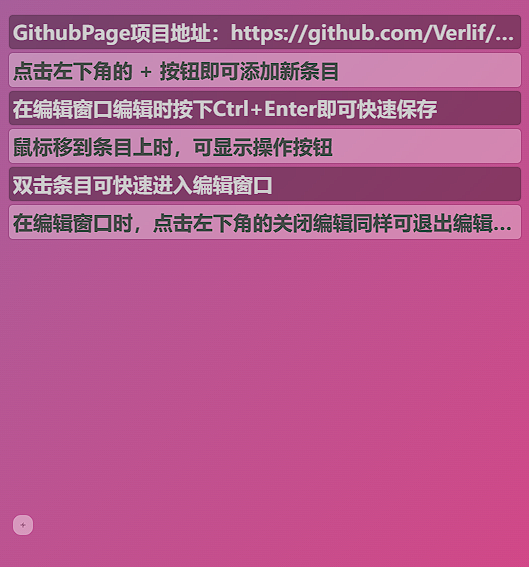 GithubPage项目地址：https://github.com/Verlif/...
点击左下角的 + 按钮即可添加新条目
在编辑窗口编辑时按下Ctrl+Enter即可快速保存
鼠标移到条目上时，可显示操作按钮
双击条目可快速进入编辑窗口
在编辑窗口时，点击左下角的关闭编辑同样可退出编辑...
+